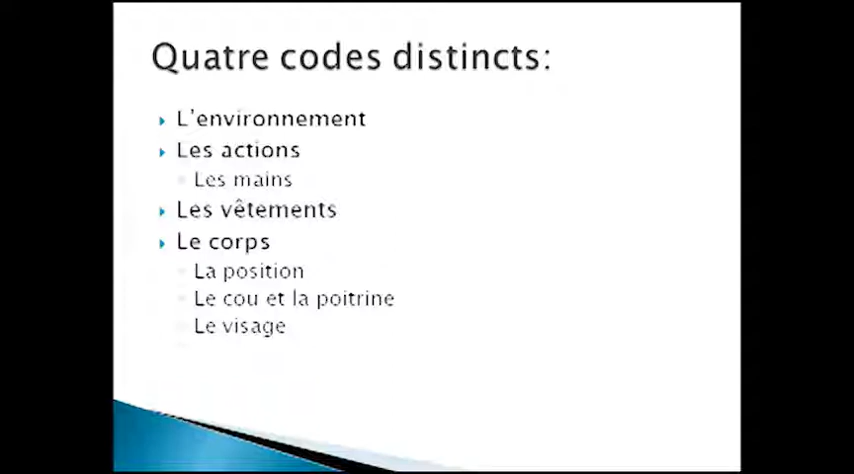 Quatre codes distincts:
L'environnement
Les actions
Les mains
Les vêtements
Le corps
La position
Le cou et la poitrine
Le visage